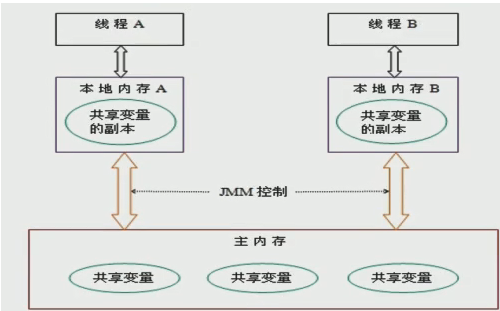 线程 A
线程 B
本地内存 A
本地内存 B
共享变量
的副本
共享变量
的副本
JMM 控制
主内存
共享变量
共享变量
共享变量